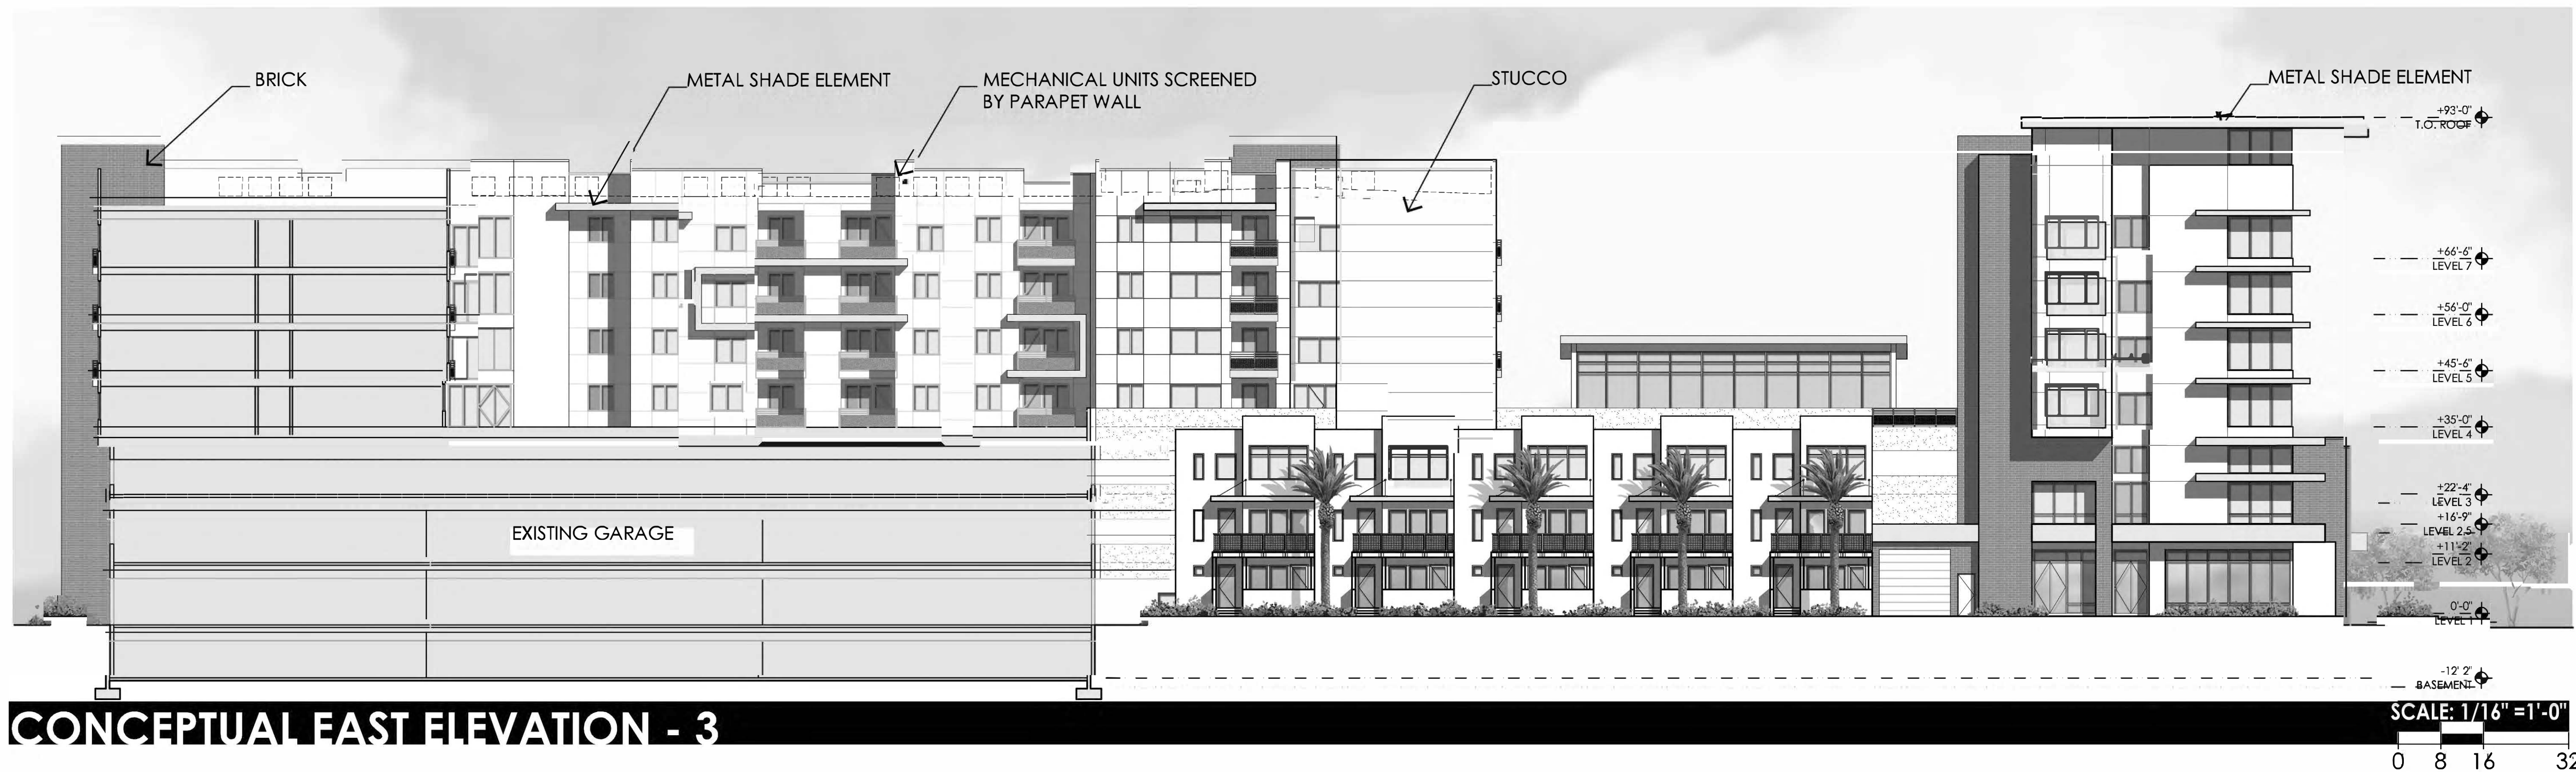 BRICK
METAL SHADE ELEMENT
MECHANICAL UNITS SCREENED
BY PARAPET WALL
STUCCO
METAL SHADE ELEMENT
+93'-0"
T.O. ROOF
+66'-6"
LEVEL 7
+56'-0"
LEVEL 6
+45'-6"
LEVEL 5
+35'-0"
LEVEL 4
+22'-4"
LEVEL 3
+16'-9"
LEVEL 2.5
+11'-2"
LEVEL 2
0'-0"
LEVEL 1
-12' 2"
BASEMENT
EXISTING GARAGE
CONCEPTUAL EAST ELEVATION - 3
SCALE: 1/16" =1'-0"
0 8 16 32